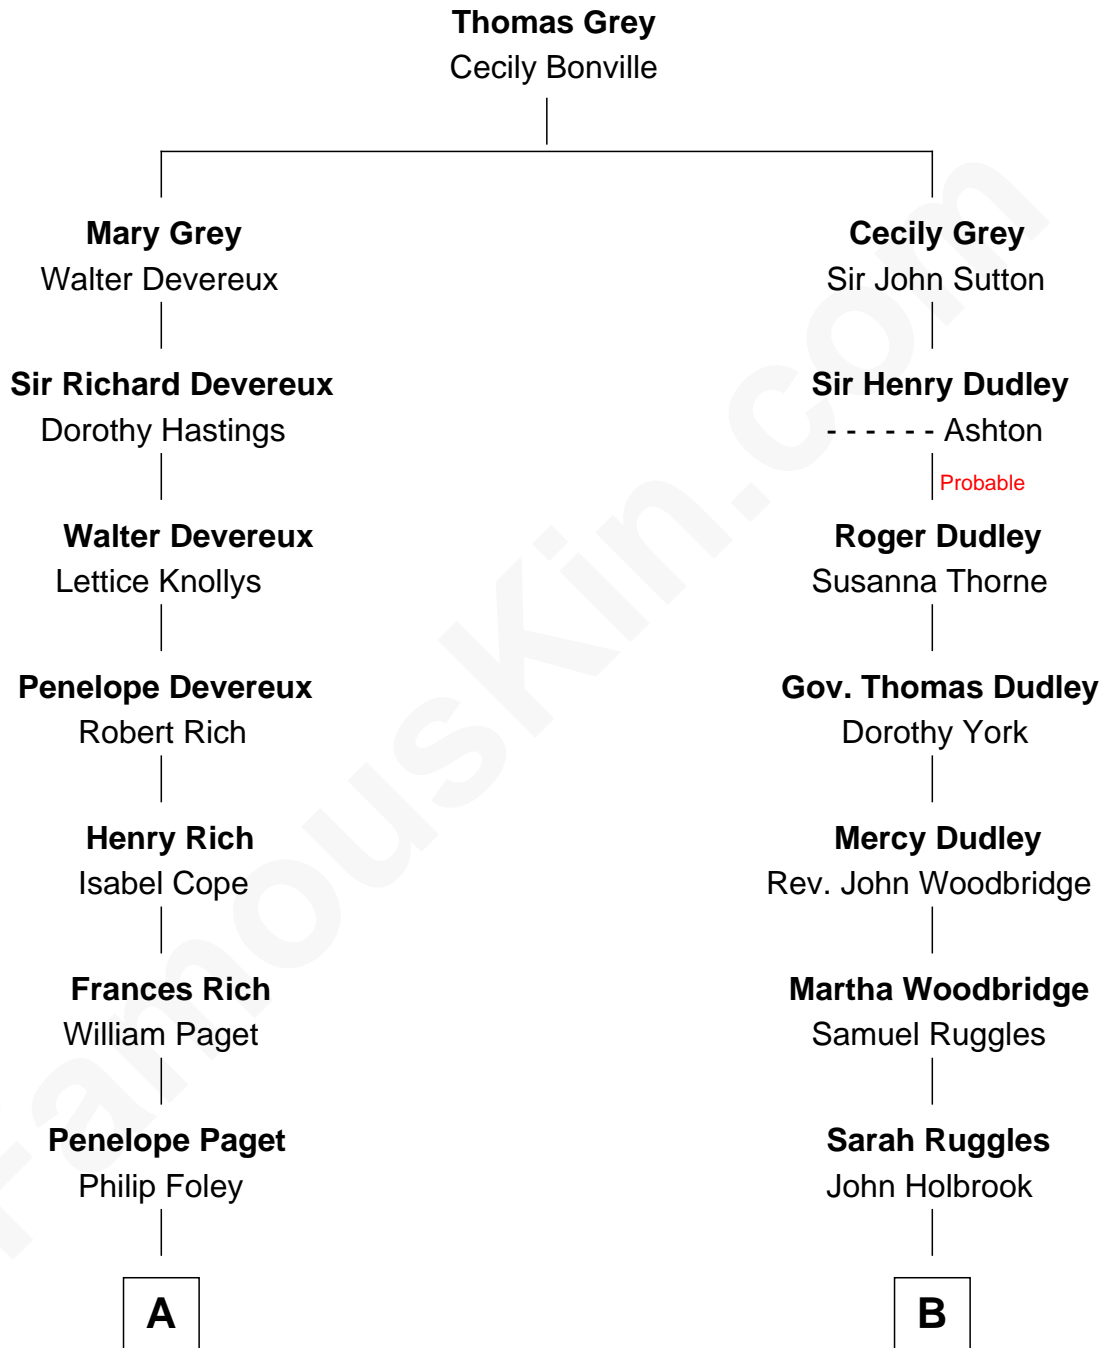 Thomas Grey
Cecily Bonville
Mary Grey
Walter Devereux
Cecily Grey
Sir John Sutton
Sir Richard Devereux
Dorothy Hastings
Sir Henry Dudley
- - - - - - Ashton
Probable
Walter Devereux
Lettice Knollys
Roger Dudley
Susanna Thorne
Penelope Devereux
Robert Rich
Gov. Thomas Dudley
Dorothy York
Henry Rich
Isabel Cope
Mercy Dudley
Rev. John Woodbridge
Frances Rich
William Paget
Martha Woodbridge
Samuel Ruggles
Penelope Paget
Philip Foley
Sarah Ruggles
John Holbrook
A
B
FamousKin.com